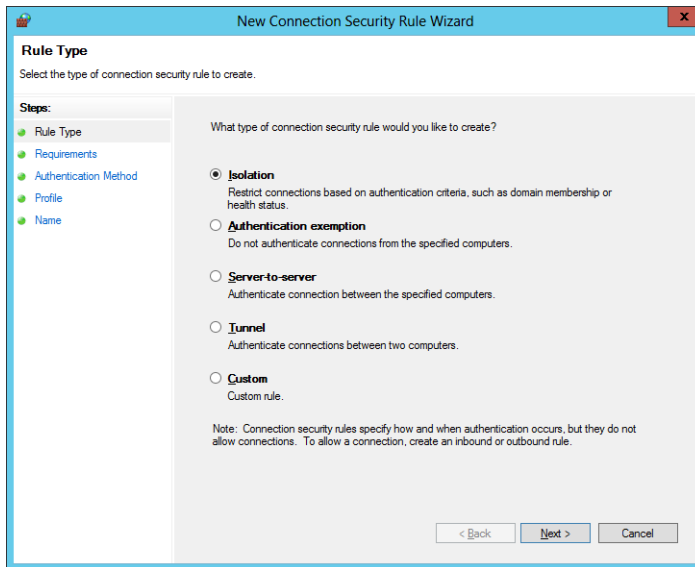 New Connection Security Rule Wizard
x
Rule Type
Select the type of connection security rule to create.
Steps:
Rule Type
Requirements
Authentication Method
Profile
Name
What type of connection security rule would you like to create?
Isolation
Restrict connections based on authentication criteria, such as domain membership or
health status.
Authentication exemption
Do not authenticate connections from the specified computers.
Server-to-server
Authenticate connection between the specified computers.
Tunnel
Authenticate connections between two computers.
Custom
Custom rule.
Note: Connection security rules specify how and when authentication occurs, but they do not
allow connections. To allow a connection, create an inbound or outbound rule.
< Back
Next >
Cancel